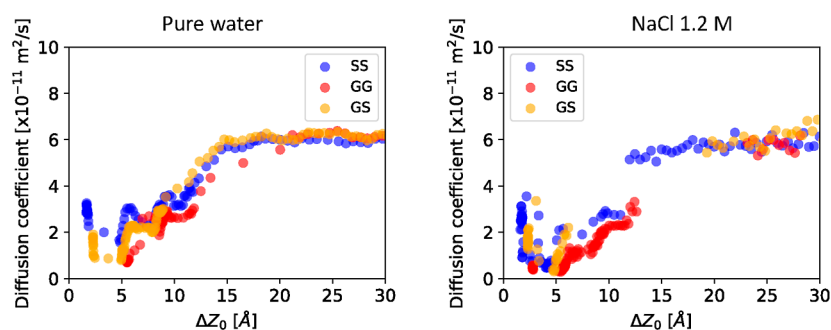 Pure water
Diffusion coefficient [x10⁻¹¹ m²/s]
10
8
6
4
2
0
SS
GG
GS
0 5 10 15 20 25 30
ΔZ₀ [Å]
NaCl 1.2 M
Diffusion coefficient [x10⁻¹¹ m²/s]
10
8
6
4
2
0
SS
GG
GS
0 5 10 15 20 25 30
ΔZ₀ [Å]